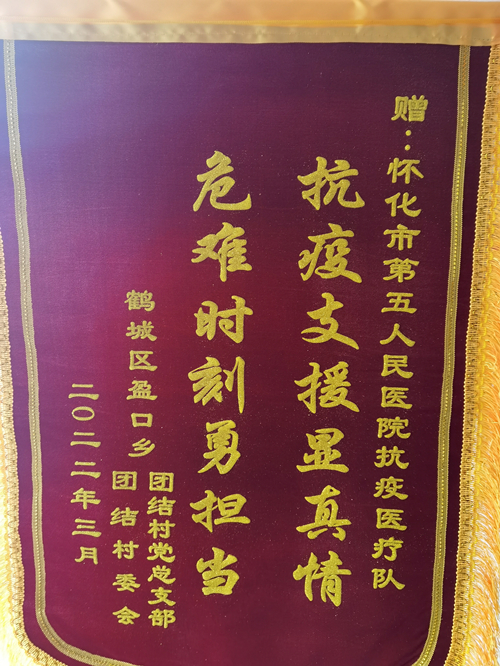 赠：怀化市第五人民医院抗疫医疗队
抗疫支援显真情
危难时刻勇担当
鹤城区盈口乡
团结村党总支部
团结村委会
二〇二二年三月